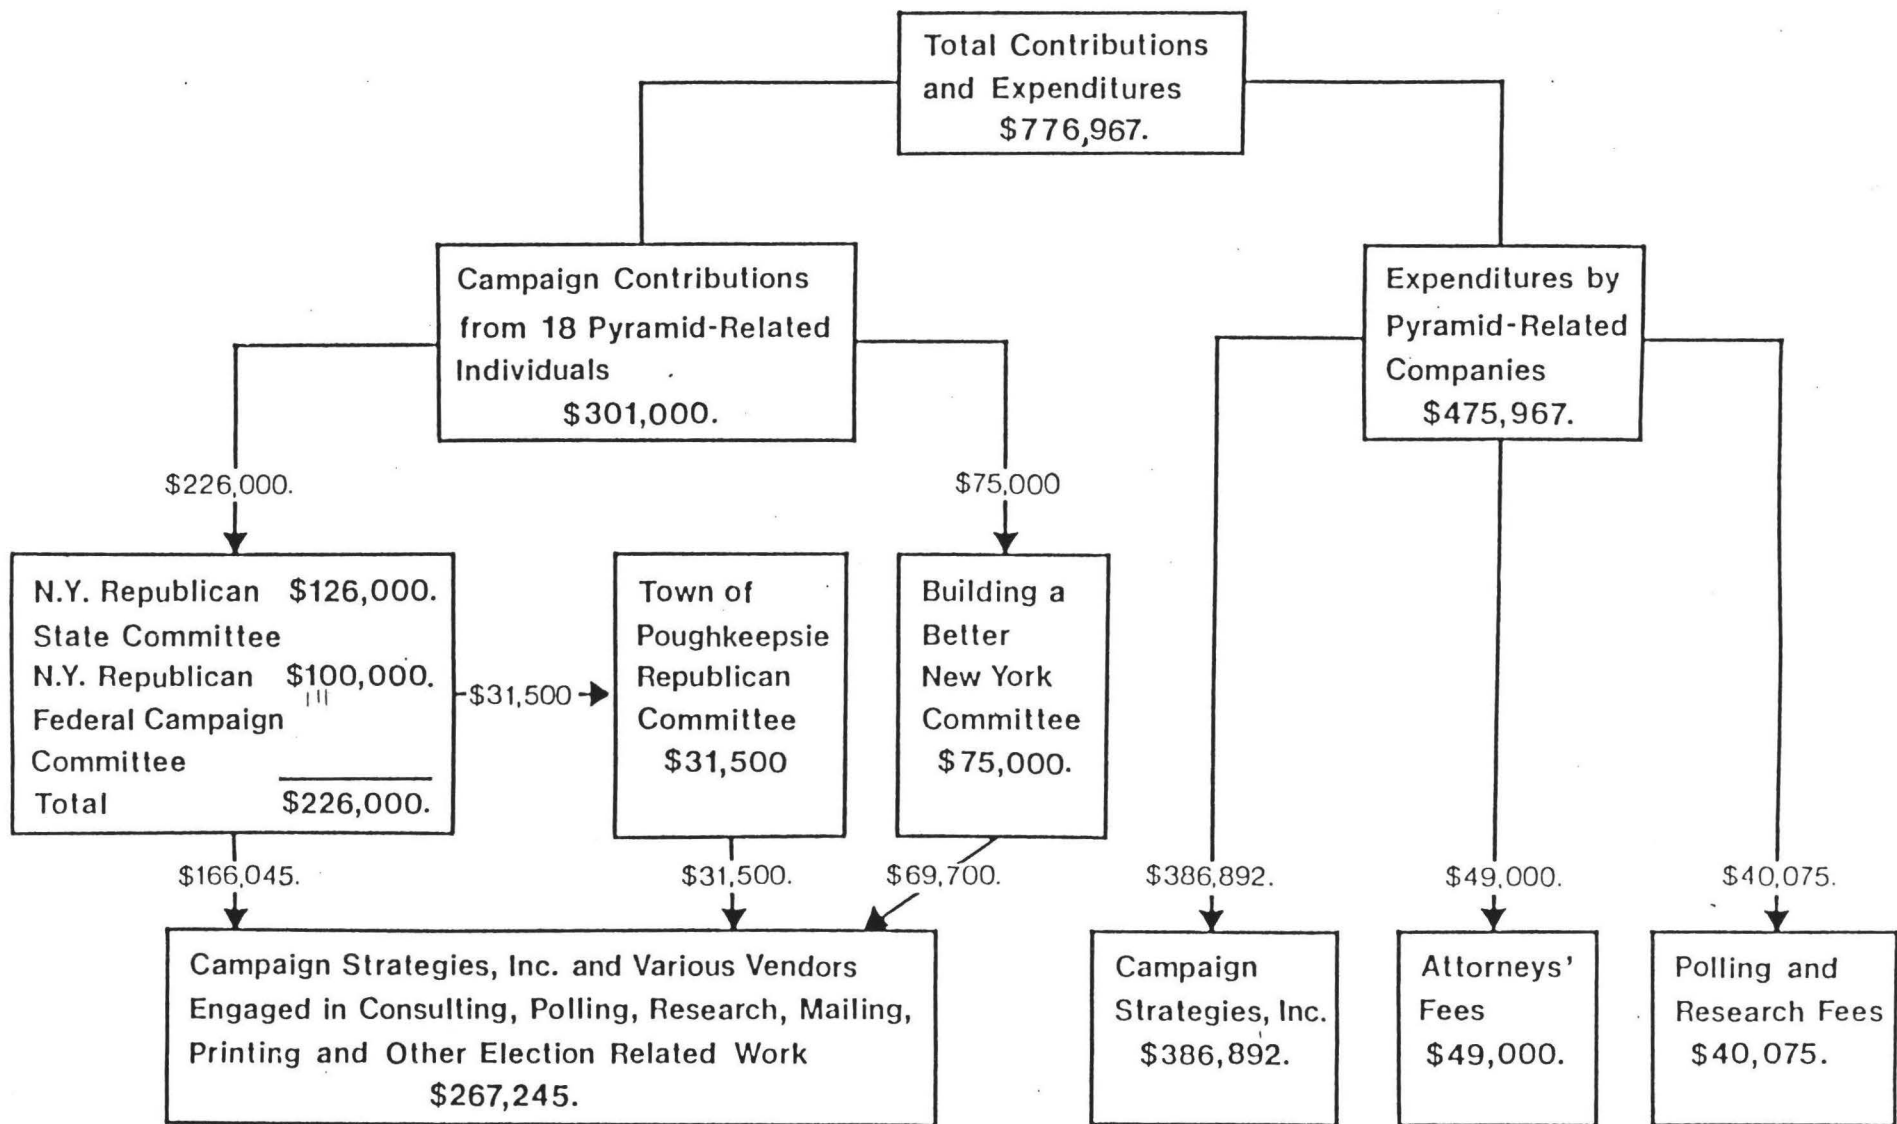 Total Contributions
and Expenditures
$776,967.
Campaign Contributions
from 18 Pyramid-Related
Individuals
$301,000.
Expenditures by
Pyramid-Related
Companies
$475,967.
$226,000.
$75,000
N.Y. Republican $126,000.
State Committee
N.Y. Republican $100,000.
Federal Campaign
Committee
Total $226,000.
$31,500
Town of
Poughkeepsie
Republican
Committee
$31,500
Building a
Better
New York
Committee
$75,000.
$166,045.
$31,500.
$69,700.
$386,892.
$49,000.
$40,075.
Campaign Strategies, Inc. and Various Vendors
Engaged in Consulting, Polling, Research, Mailing,
Printing and Other Election Related Work
$267,245.
Campaign
Strategies, Inc.
$386,892.
Attorneys'
Fees
$49,000.
Polling and
Research Fees
$40,075.